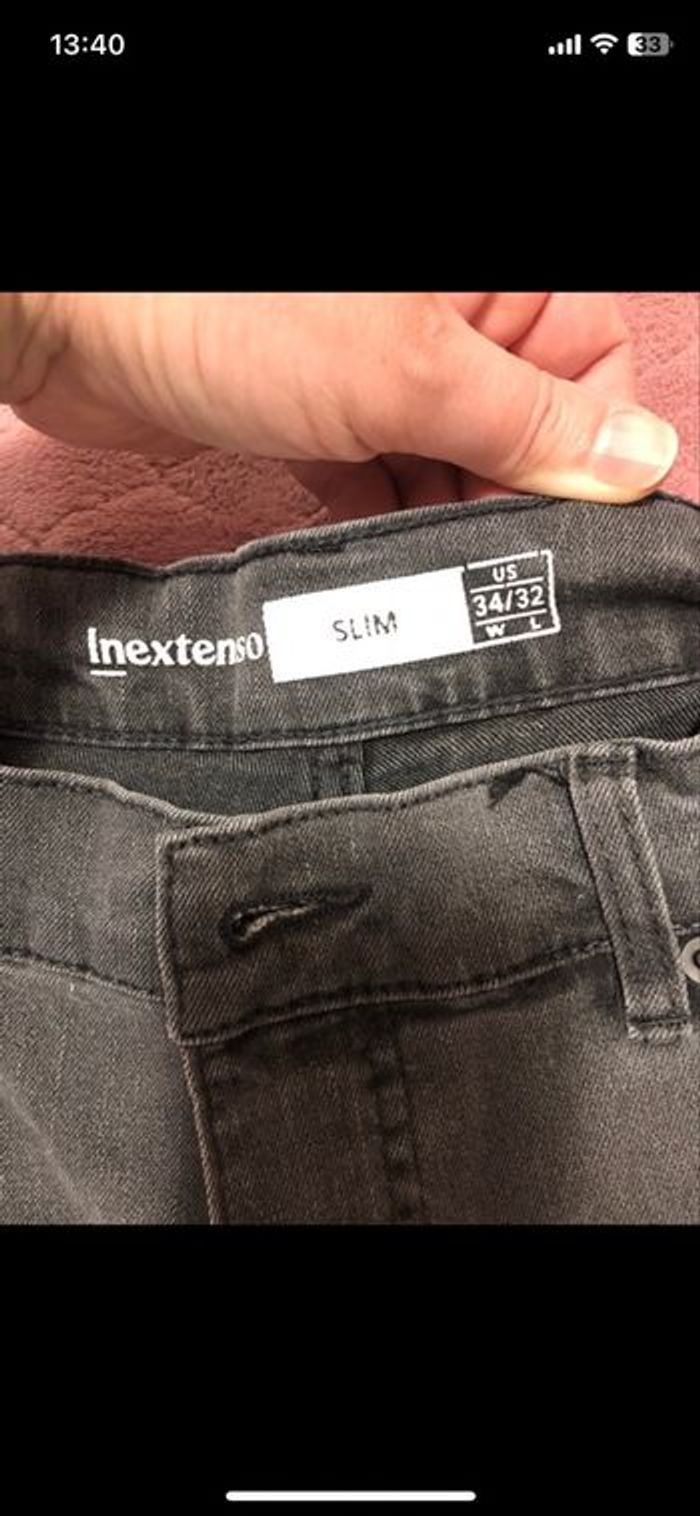 13:40
33
Inextenso
SLIM
US
34/32
W L